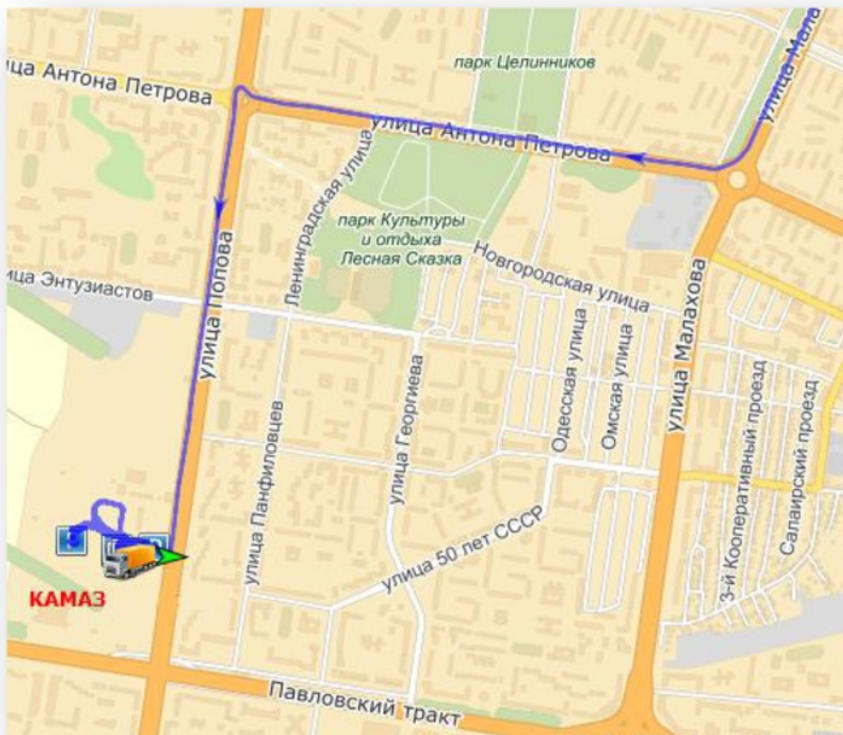 парк Целинников
улица Мала
ица Антона Петрова
улица Антона Петрова
Ленинградская улица
парк Культуры
и отдыха
Лесная Сказка
Новгородская улица
ица Энтузиастов
улица Попова
улица Малахова
Одесская улица
Омская улица
улица Георгиева
улица Панфиловцев
3-й Кооперативный проезд
Салаирский проезд
улица 50 лет СССР
КАМАЗ
Павловский тракт